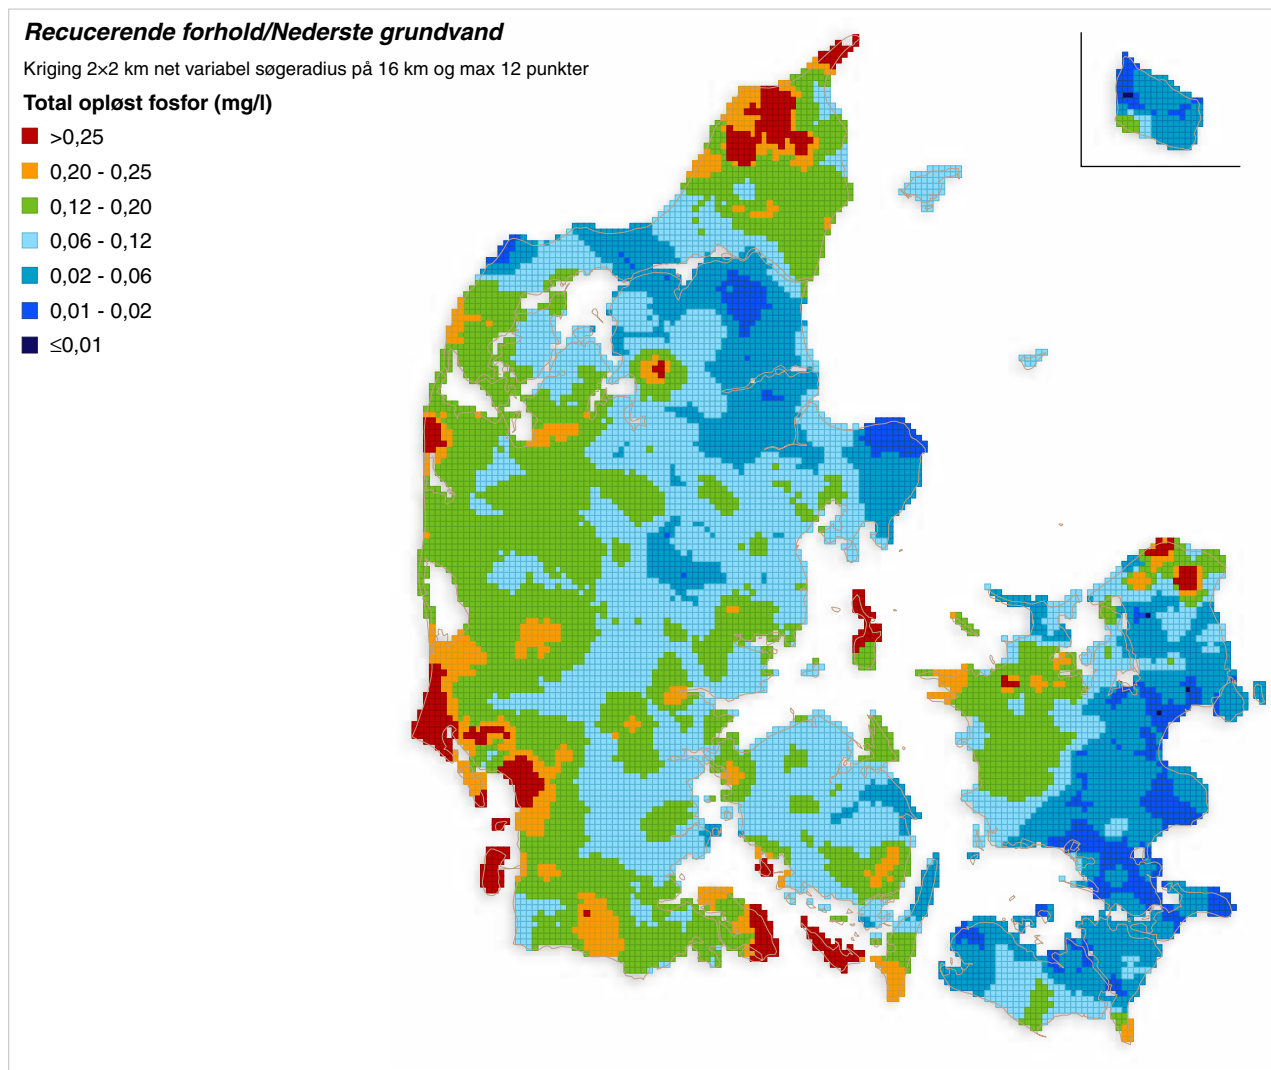 Recucerende forhold/Nederste grundvand
Kriging 2×2 km net variabel søgeradius på 16 km og max 12 punkter
Total opløst fosfor (mg/l)
>0,25
0,20 - 0,25
0,12 - 0,20
0,06 - 0,12
0,02 - 0,06
0,01 - 0,02
≤0,01